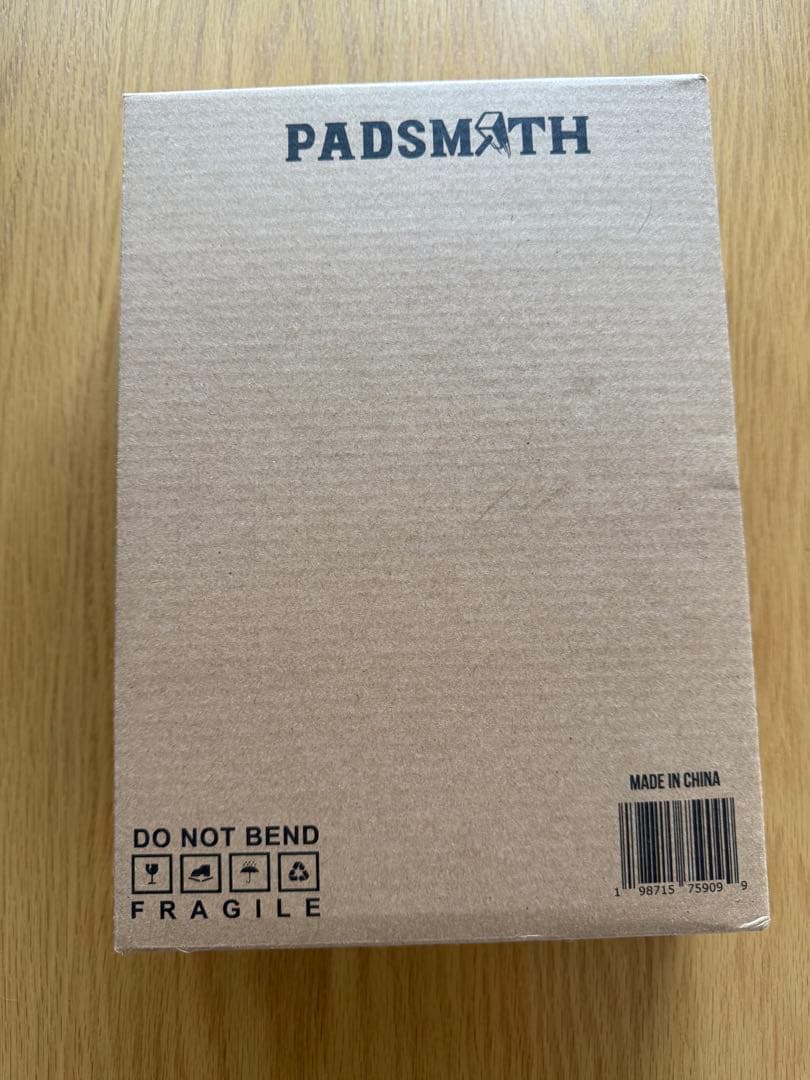 PADSMITH
MADE IN CHINA
1 98715 75909 9
DO NOT BEND
FRAGILE